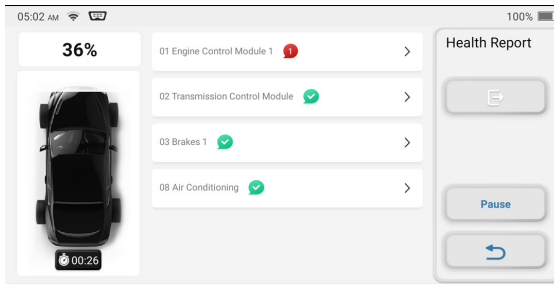 05:02 AM
100%
36%
00:26
01 Engine Control Module 1 1
02 Transmission Control Module
03 Brakes 1
08 Air Conditioning
Health Report
Pause